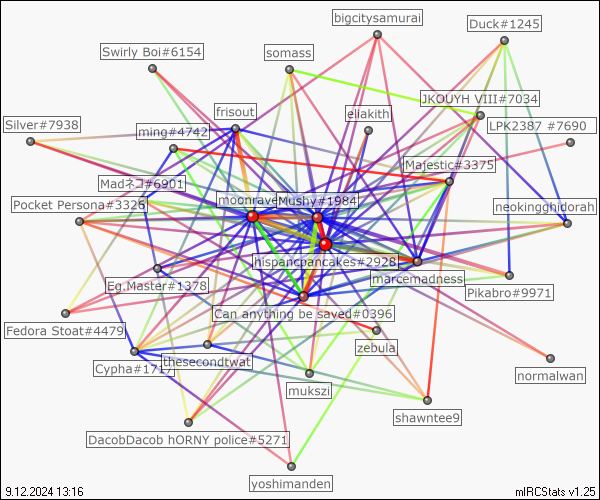 bigcitysamurai
Duck#1245
Swirly Boi#6154
somass
JKOUYH VIII#7034
frisout
eliakith
Silver#7938
LPK2387 #7690
ming#4742
Majestic#3375
Madネコ#6901
moonrave
Mushy#1984
Pocket Persona#3326
neokingghidorah
hispancpancakes#2928
marcemadness
Eg.Master#1378
Pikabro#9971
Can anything be saved#0396
Fedora Stoat#4479
zebula
Cypha#1717
thesecondtwat
normalwan
mukszi
shawntee9
DacobDacob hORNY police#5271
yoshimanden
9.12.2024 13:16
mIRCStats v1.25